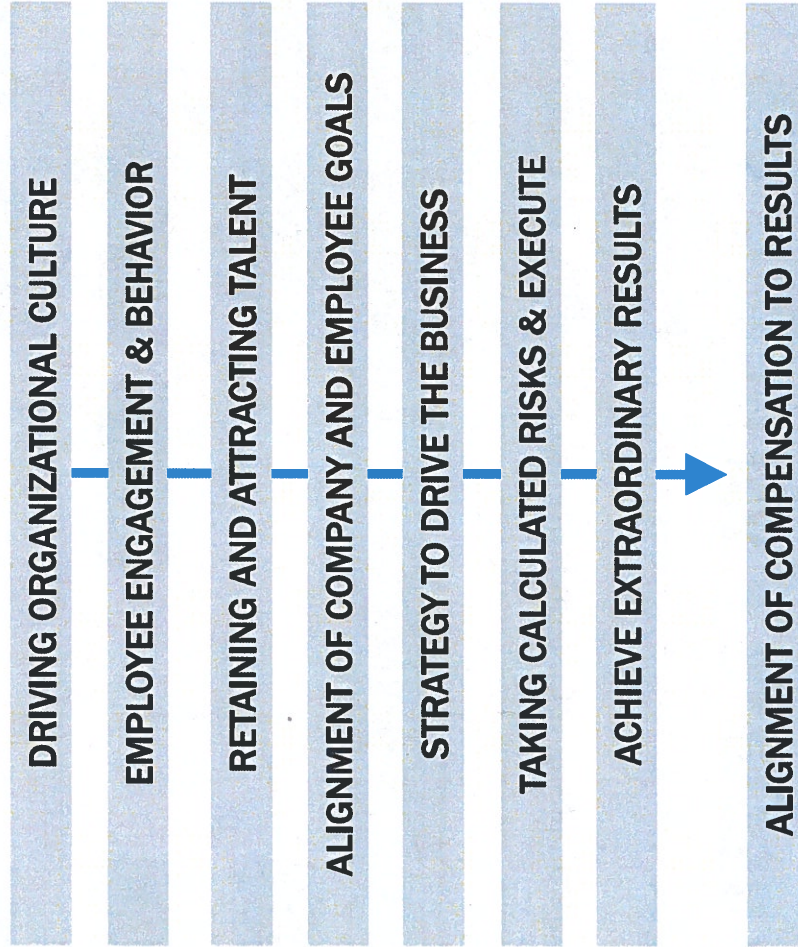 DRIVING ORGANIZATIONAL CULTURE
EMPLOYEE ENGAGEMENT & BEHAVIOR
RETAINING AND ATTRACTING TALENT
ALIGNMENT OF COMPANY AND EMPLOYEE GOALS
STRATEGY TO DRIVE THE BUSINESS
TAKING CALCULATED RISKS & EXECUTE
ACHIEVE EXTRAORDINARY RESULTS
ALIGNMENT OF COMPENSATION TO RESULTS